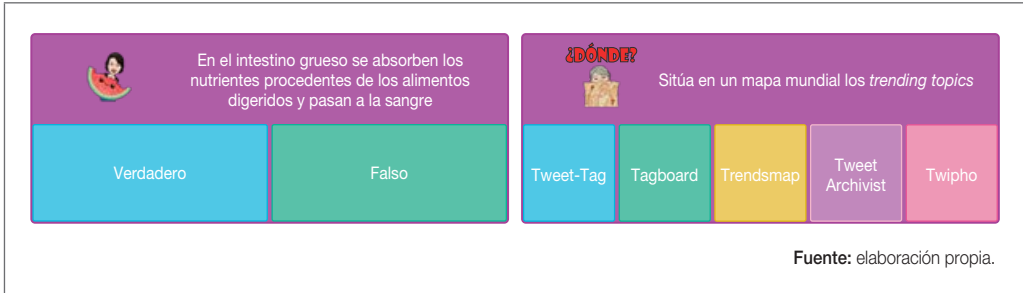 En el intestino grueso se absorben los
nutrientes procedentes de los alimentos
digeridos y pasan a la sangre
Verdadero
Falso
¿DÓNDE?
Sitúa en un mapa mundial los trending topics
Tweet-Tag
Tagboard
Trendsmap
Tweet
Archivist
Twipho
Fuente: elaboración propia.